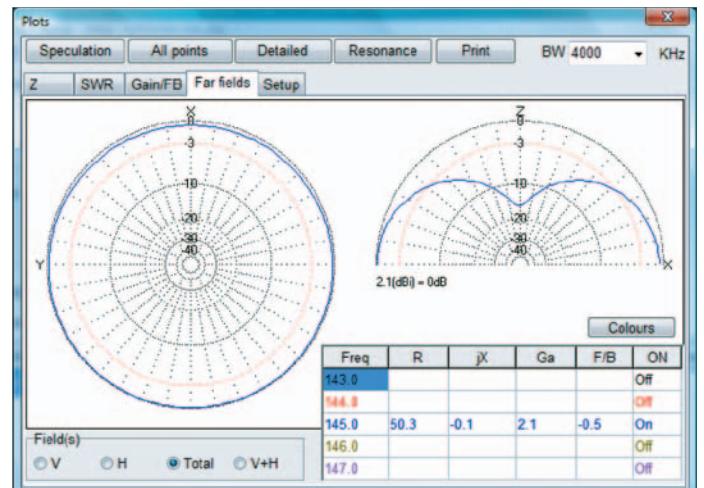 Plots
Speculation All points Detailed Resonance Print BW 4000 KHz
Z SWR Gain/FB Far fields Setup
X
-0
-3
-10
-20
-30
-40
Y
Z
-0
-3
-10
-20
-30
-40
X
2.1(dBi) = 0dB
Colours
Freq R jX Ga F/B ON
143.0 Off
144.0 Off
145.0 50.3 -0.1 2.1 -0.5 On
146.0 Off
147.0 Off
Field(s)
V H Total V+H